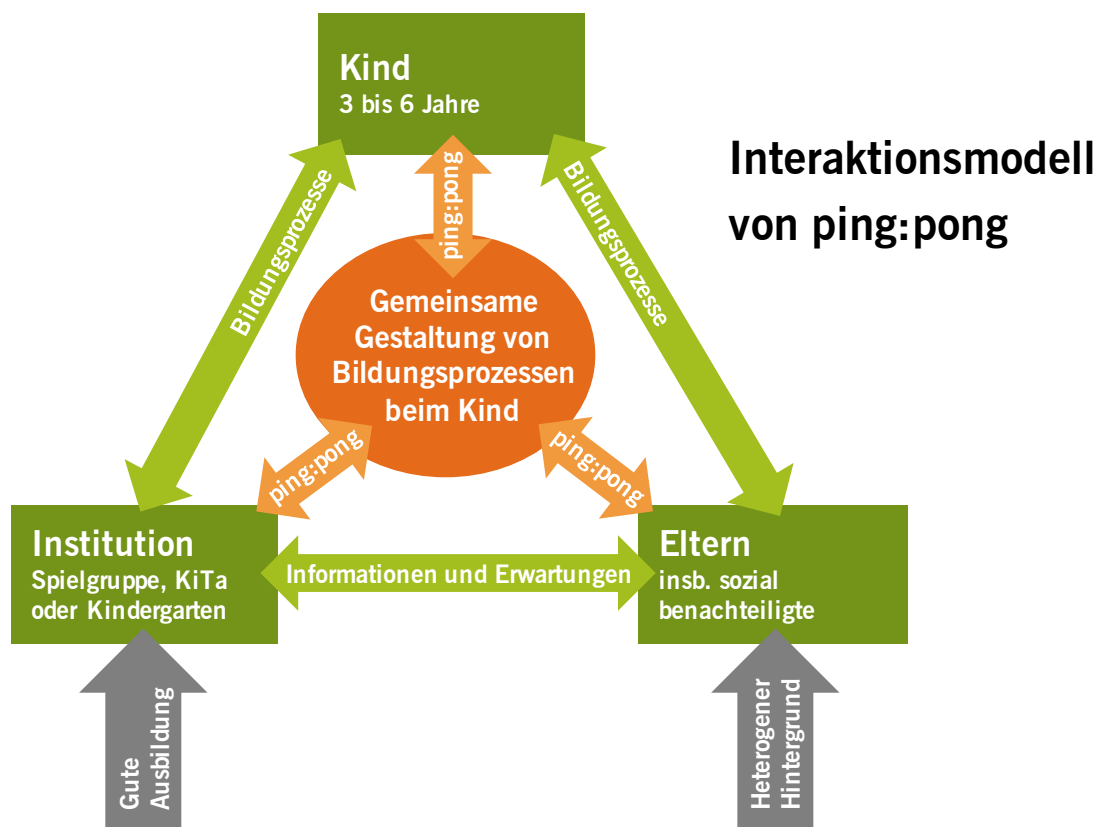 Kind
3 bis 6 Jahre
Interaktionsmodell
von ping:pong
Bildungsprozesse
ping:pong
Bildungsprozesse
Gemeinsame
Gestaltung von
Bildungsprozessen
beim Kind
ping:pong
ping:pong
Institution
Spielgruppe, KiTa
oder Kindergarten
Informationen und Erwartungen
Eltern
insb. sozial
benachteiligte
Gute
Ausbildung
Heterogener
Hintergrund